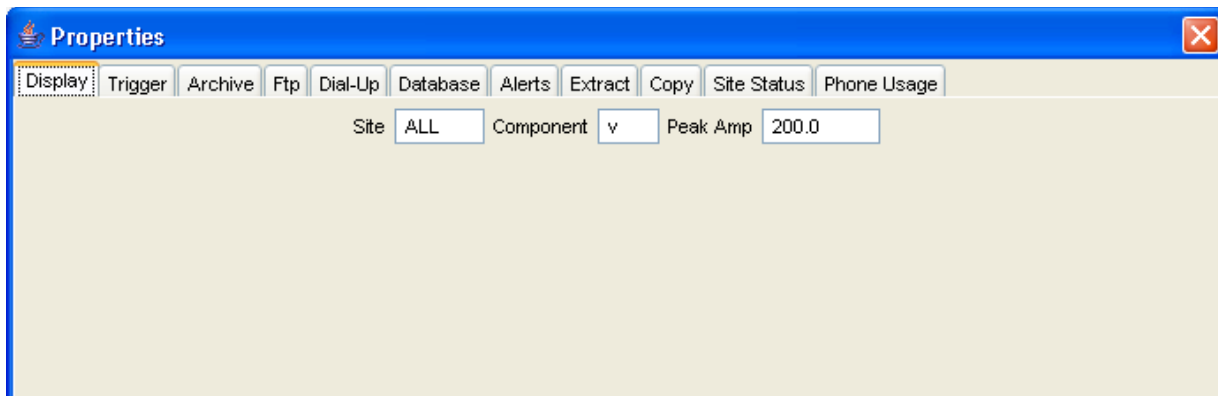 Properties
Display Trigger Archive Ftp Dial-Up Database Alerts Extract Copy Site Status Phone Usage
Site ALL Component v Peak Amp 200.0